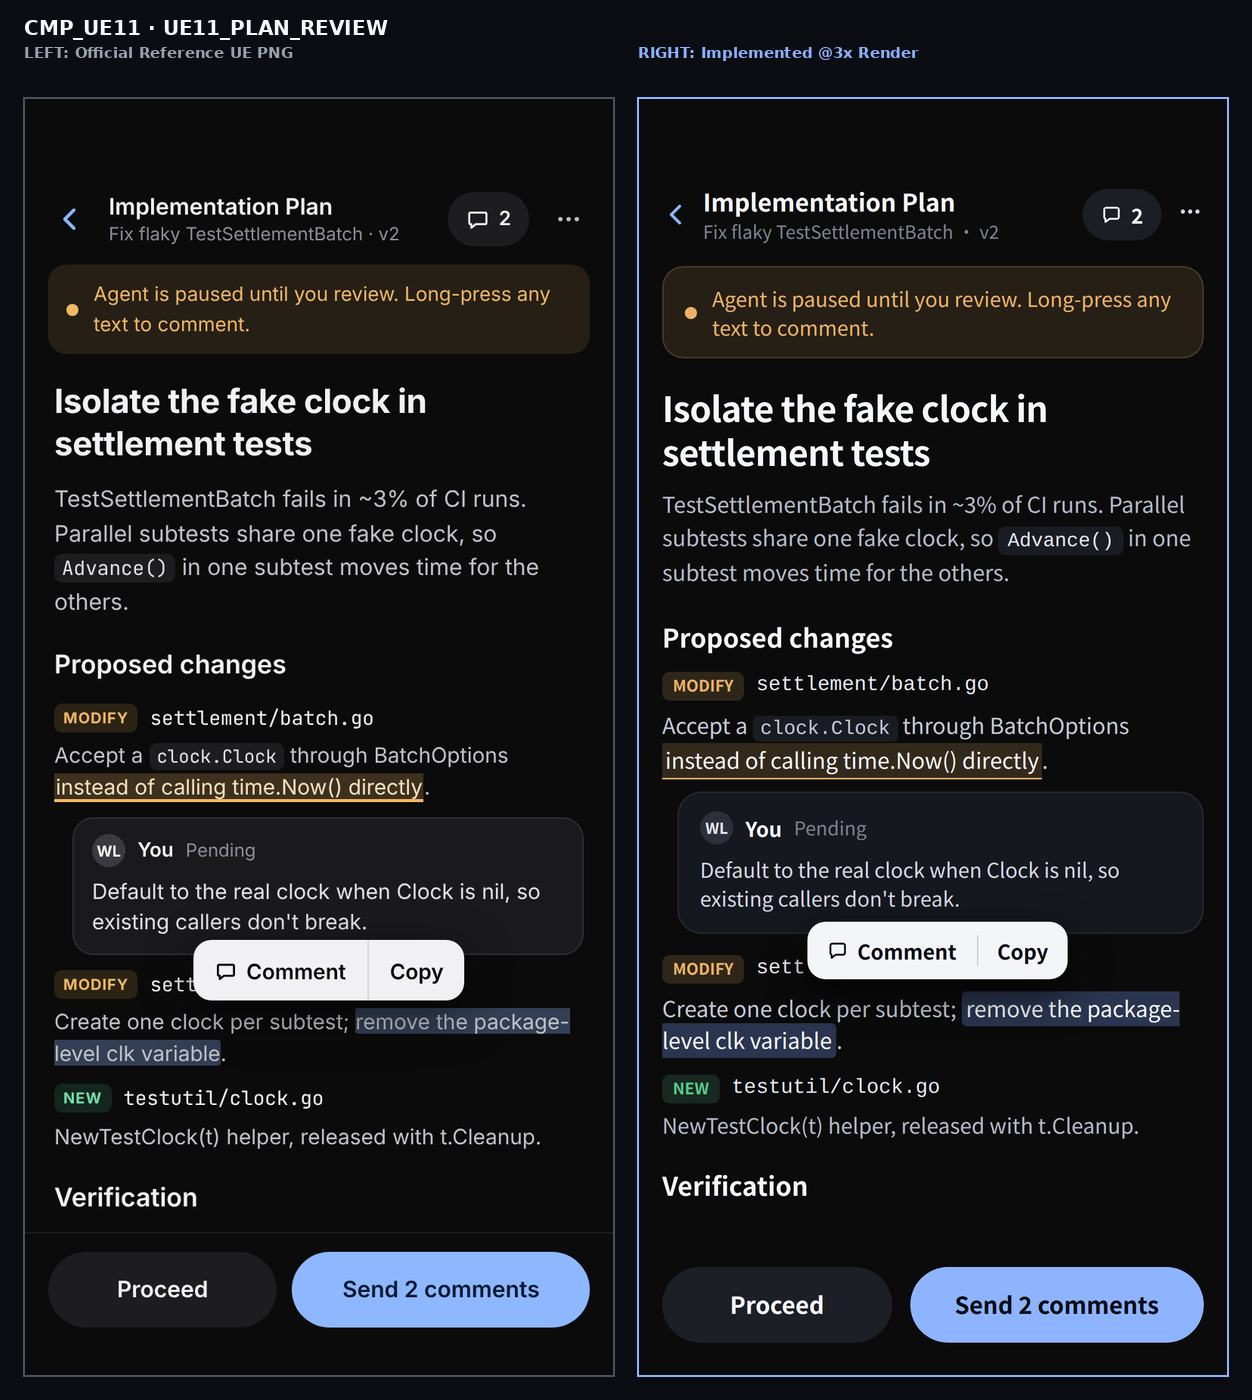 CMP_UE11 · UE11_PLAN_REVIEW
LEFT: Official Reference UE PNG
RIGHT: Implemented @3x Render
Implementation Plan
Fix flaky TestSettlementBatch · v2
2
Agent is paused until you review. Long-press any
text to comment.
Isolate the fake clock in
settlement tests
TestSettlementBatch fails in ~3% of CI runs.
Parallel subtests share one fake clock, so
Advance() in one subtest moves time for the
others.
Proposed changes
MODIFY settlement/batch.go
Accept a clock.Clock through BatchOptions
instead of calling time.Now() directly.
WL You Pending
Default to the real clock when Clock is nil, so
existing callers don't break.
Comment Copy
MODIFY sett
Create one clock per subtest; remove the package-
level clk variable.
NEW testutil/clock.go
NewTestClock(t) helper, released with t.Cleanup.
Verification
Proceed Send 2 comments
Implementation Plan
Fix flaky TestSettlementBatch • v2
2
Agent is paused until you review. Long-press any
text to comment.
Isolate the fake clock in
settlement tests
TestSettlementBatch fails in ~3% of CI runs. Parallel
subtests share one fake clock, so Advance() in one
subtest moves time for the others.
Proposed changes
MODIFY settlement/batch.go
Accept a clock.Clock through BatchOptions
instead of calling time.Now() directly.
WL You Pending
Default to the real clock when Clock is nil, so
existing callers don't break.
Comment Copy
MODIFY sett
Create one clock per subtest; remove the package-
level clk variable.
NEW testutil/clock.go
NewTestClock(t) helper, released with t.Cleanup.
Verification
Proceed Send 2 comments